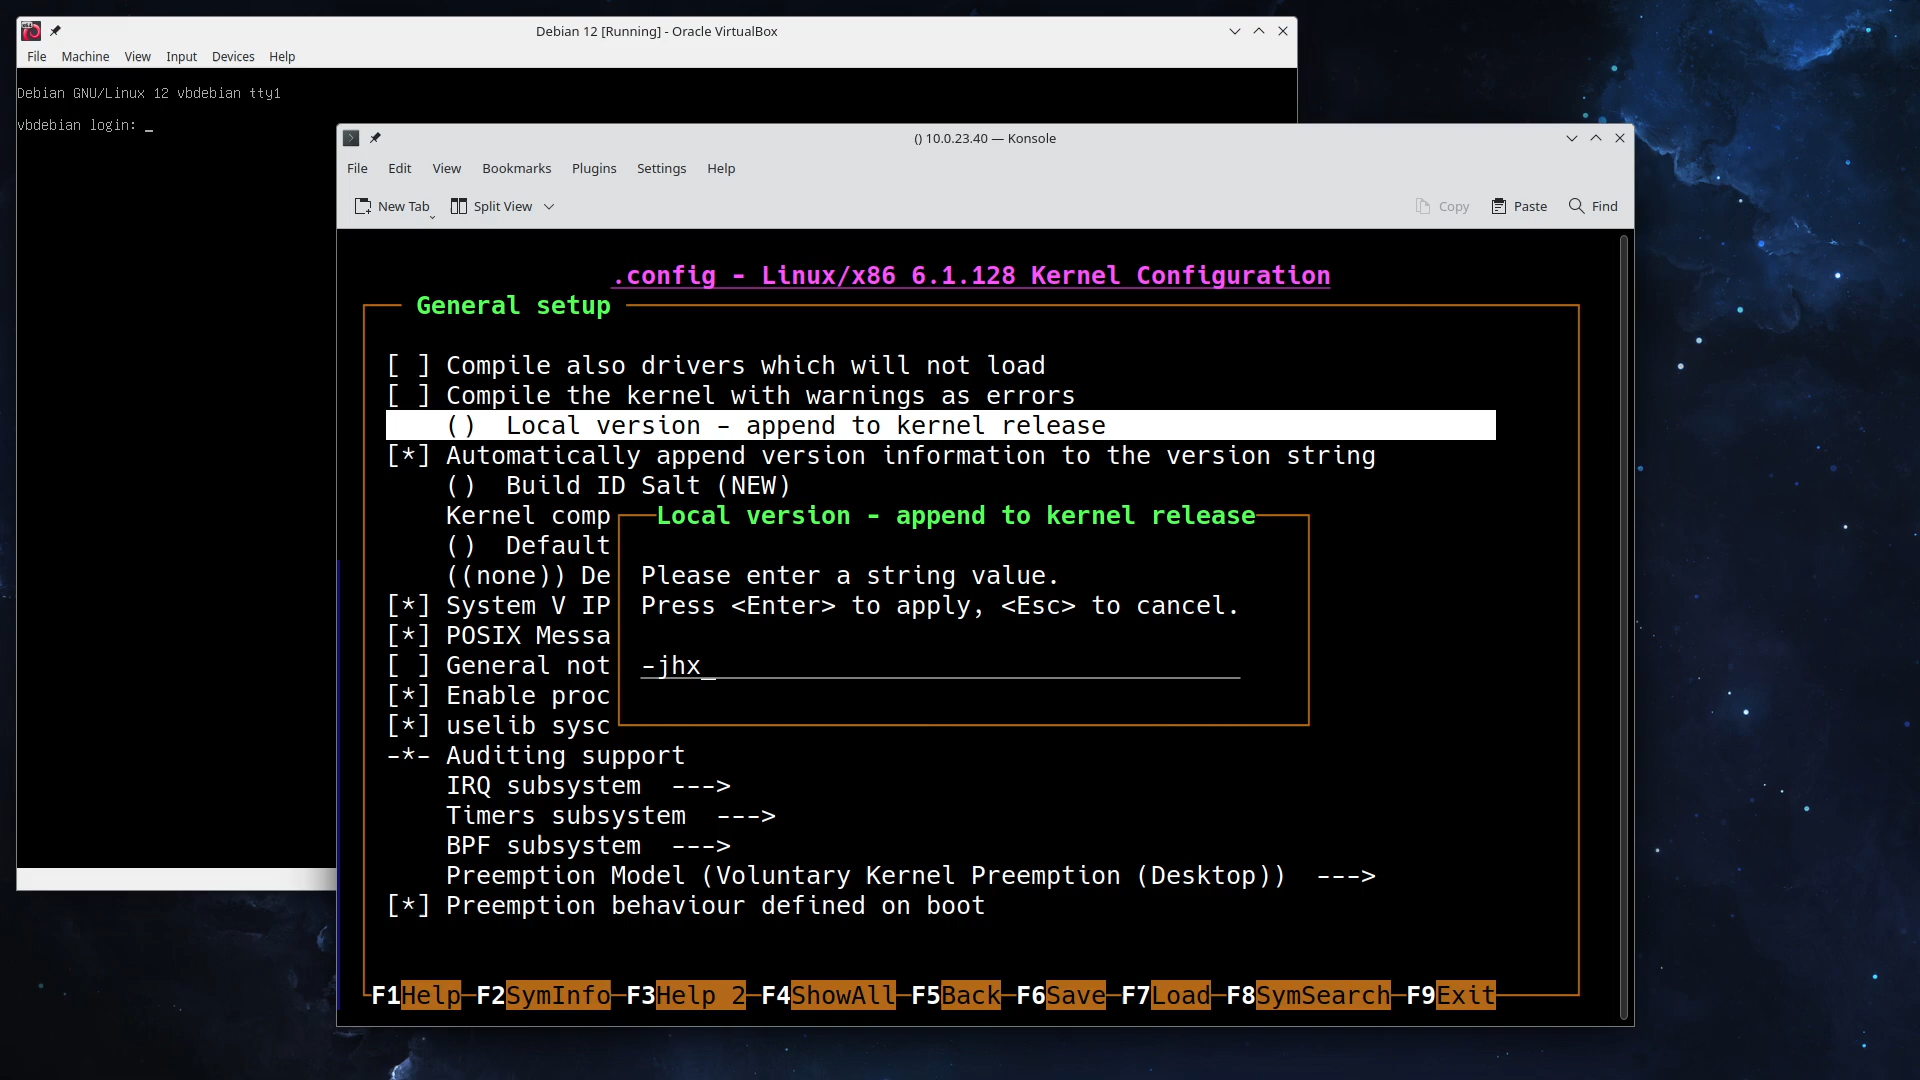 Debian 12 [Running] - Oracle VirtualBox
File Machine View Input Devices Help
Debian GNU/Linux 12 vbdebian tty1
vbdebian login: _
() 10.0.23.40 — Konsole
File Edit View Bookmarks Plugins Settings Help
New Tab Split View Copy Paste Find
.config - Linux/x86 6.1.128 Kernel Configuration
General setup
[ ] Compile also drivers which will not load
[ ] Compile the kernel with warnings as errors
() Local version - append to kernel release
[*] Automatically append version information to the version string
() Build ID Salt (NEW)
Kernel comp
() Default
((none)) De
[*] System V IP
[*] POSIX Messa
[ ] General not
[*] Enable proc
[*] uselib sysc
Local version - append to kernel release
Please enter a string value.
Press <Enter> to apply, <Esc> to cancel.
-jhx_
-*- Auditing support
IRQ subsystem --->
Timers subsystem --->
BPF subsystem --->
Preemption Model (Voluntary Kernel Preemption (Desktop)) --->
[*] Preemption behaviour defined on boot
F1Help F2SymInfo F3Help 2 F4ShowAll F5Back F6Save F7Load F8SymSearch F9Exit